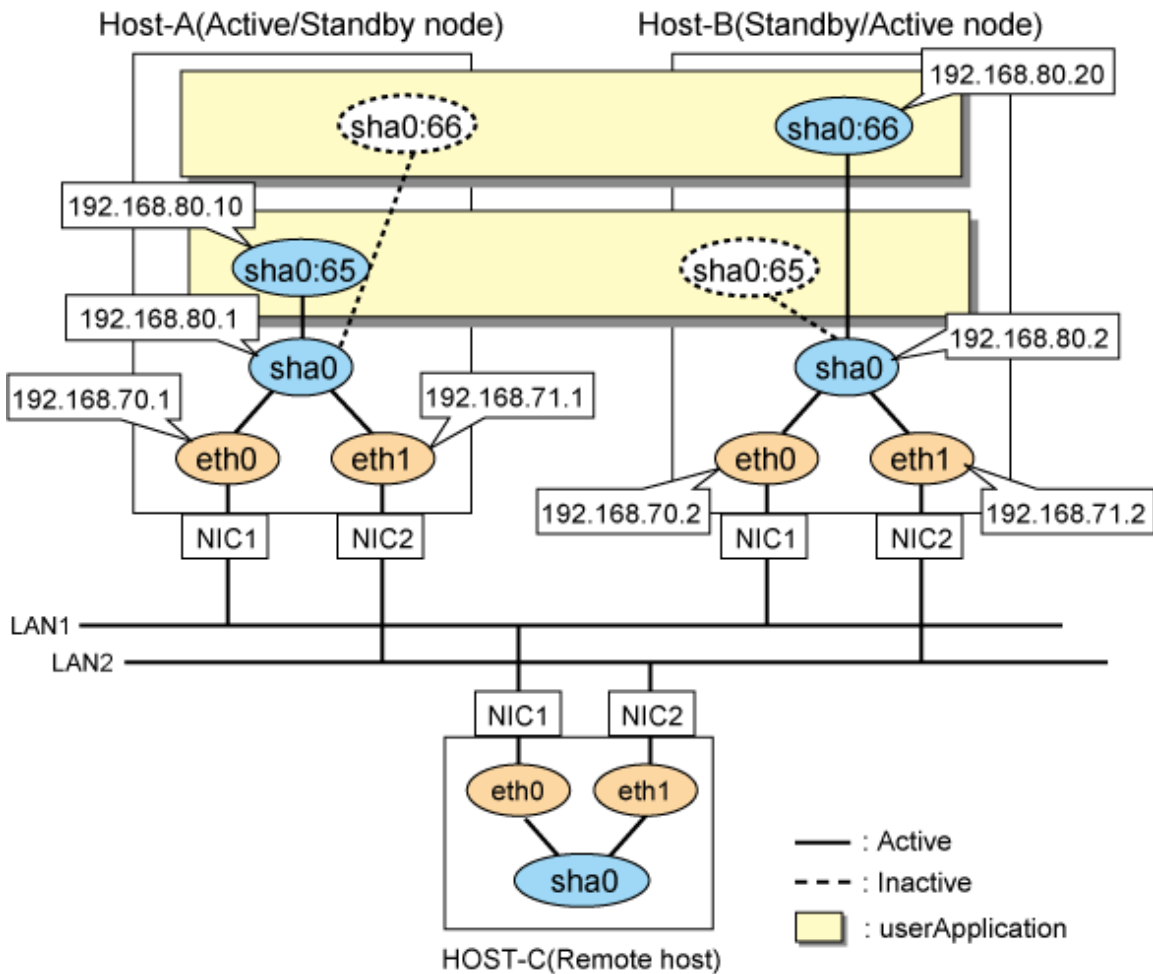 Host-A(Active/Standby node)
Host-B(Standby/Active node)
192.168.80.20
sha0:66
sha0:66
192.168.80.10
sha0:65
sha0:65
192.168.80.1
192.168.80.2
sha0
sha0
192.168.70.1
192.168.71.1
eth0
eth1
eth0
eth1
192.168.70.2
192.168.71.2
NIC1
NIC2
NIC1
NIC2
LAN1
LAN2
NIC1
NIC2
eth0
eth1
sha0
HOST-C(Remote host)
: Active
: Inactive
: userApplication